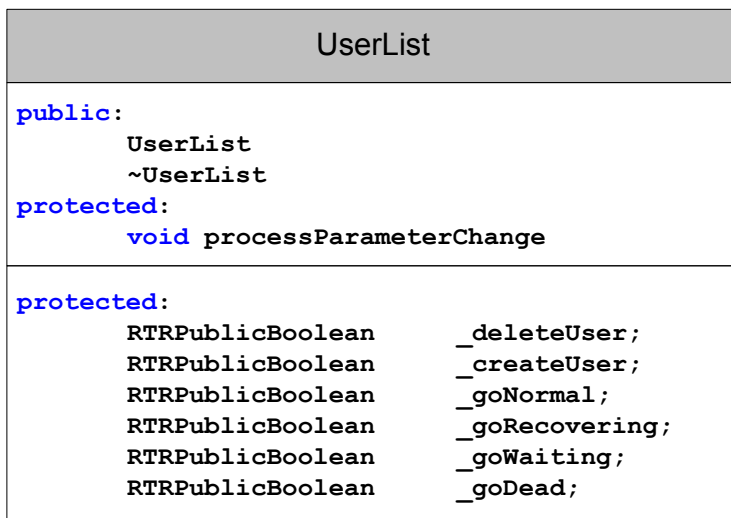 UserList
public:
UserList
~UserList
protected:
void processParameterChange
protected:
RTRPublicBoolean _deleteUser;
RTRPublicBoolean _createUser;
RTRPublicBoolean _goNormal;
RTRPublicBoolean _goRecovering;
RTRPublicBoolean _goWaiting;
RTRPublicBoolean _goDead;